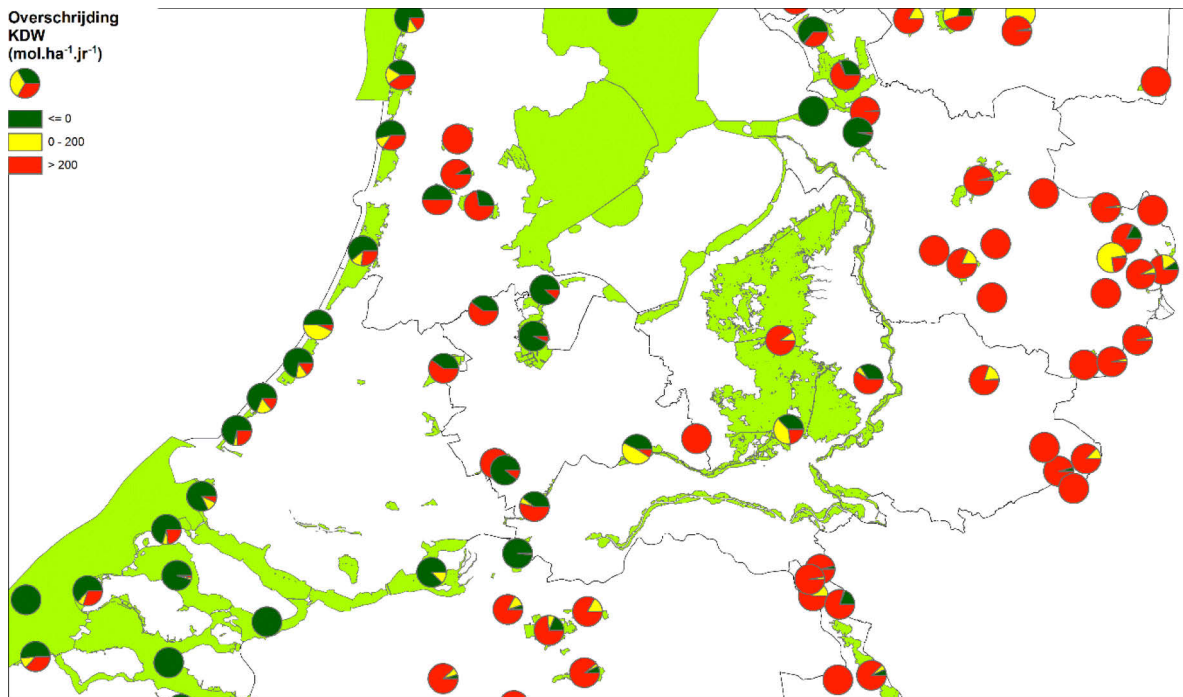 Overschrijding
KDW
(mol.ha⁻¹.jr⁻¹)
<= 0
0 - 200
> 200